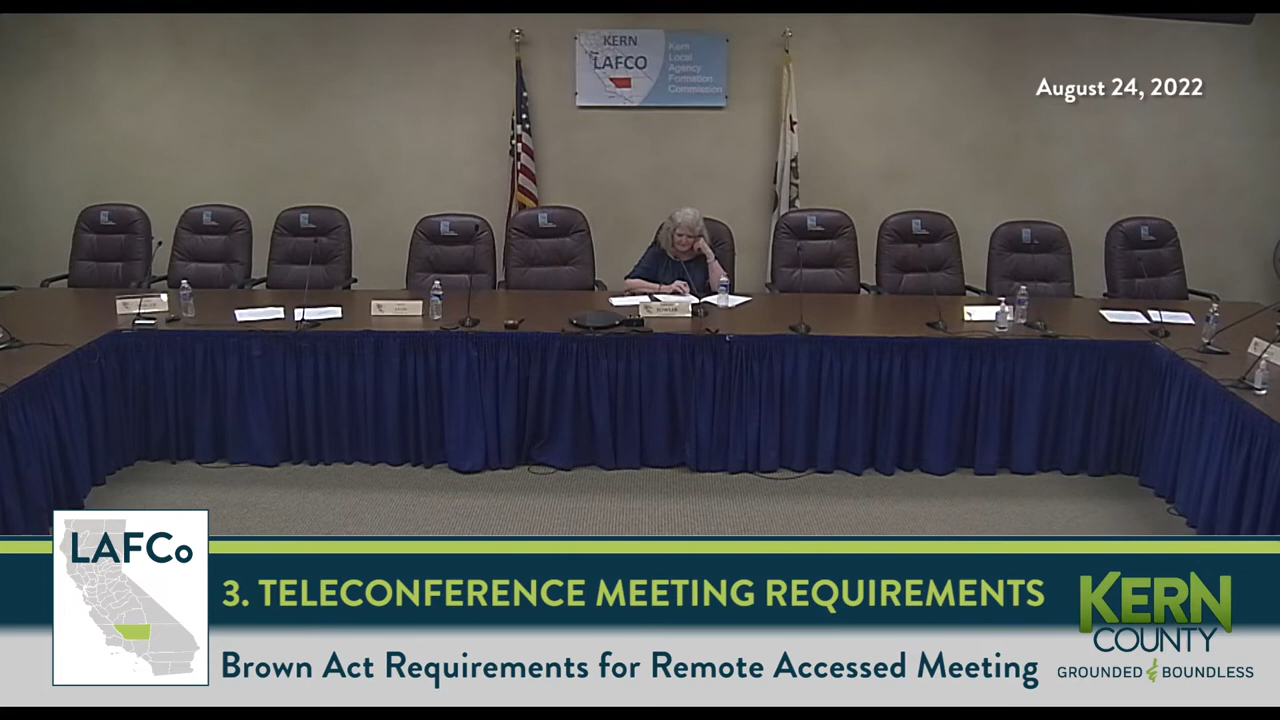 KERN
LAFCO
Kern
Local
Agency
Formation
Commission
August 24, 2022
LAFCo
3. TELECONFERENCE MEETING REQUIREMENTS
Brown Act Requirements for Remote Accessed Meeting
KERN
COUNTY
GROUNDED & BOUNDLESS